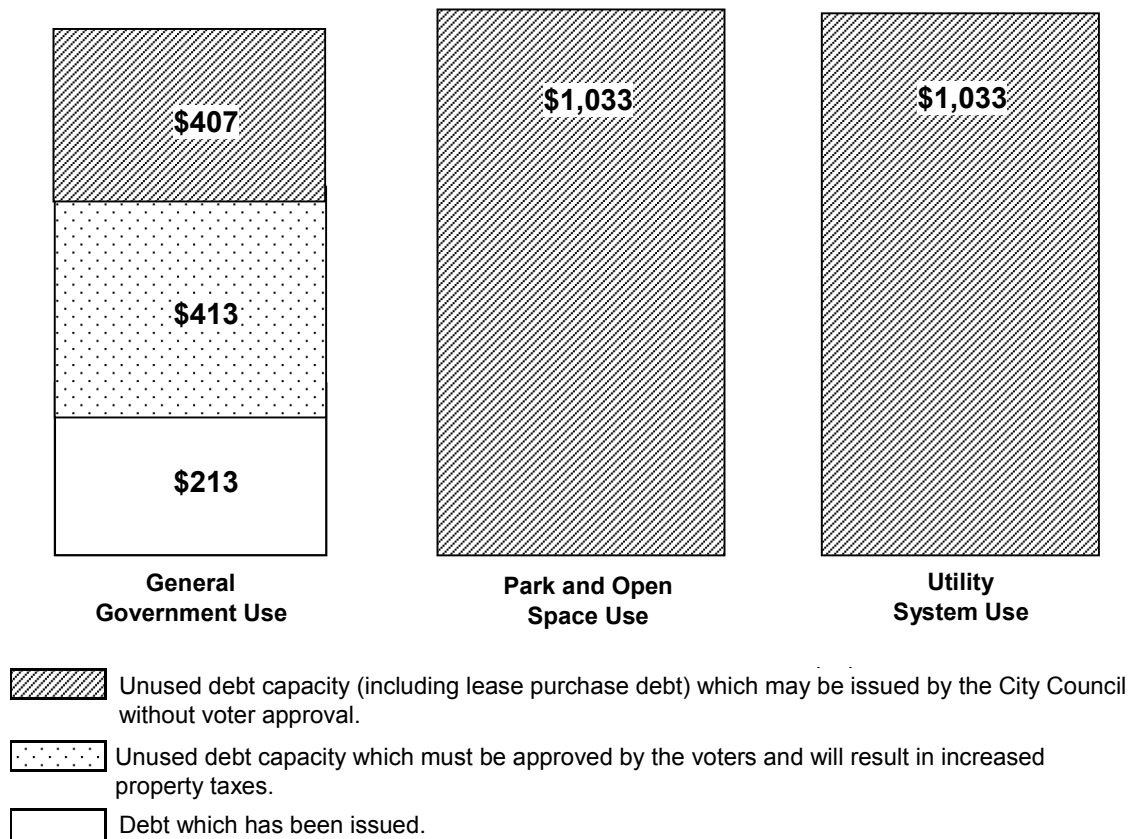 $407
$413
$213
$1,033
$1,033
General
Government Use
Park and Open
Space Use
Utility
System Use
Unused debt capacity (including lease purchase debt) which may be issued by the City Council
without voter approval.
Unused debt capacity which must be approved by the voters and will result in increased
property taxes.
Debt which has been issued.